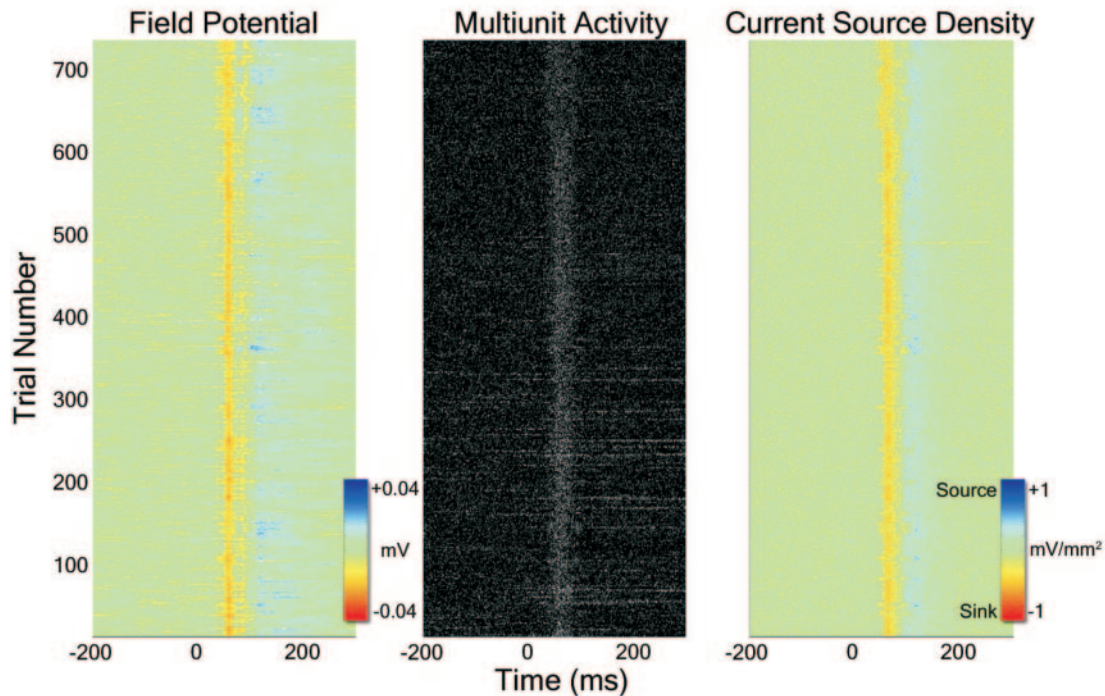 Field Potential
Multiunit Activity
Current Source Density
Trial Number
700
600
500
400
300
200
100
+0.04
mV
-0.04
Source
+1
mV/mm²
Sink
-1
-200
0
200
-200
0
200
-200
0
200
Time (ms)